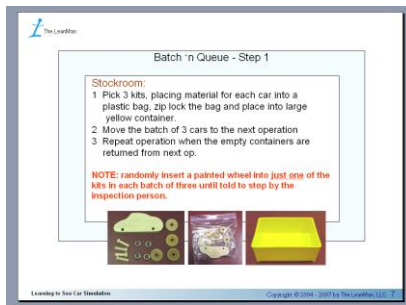 The LeanMan
Batch 'n Queue - Step 1
Stockroom:
1 Pick 3 kits, placing material for each car into a
plastic bag, zip lock the bag and place into large
yellow container.
2 Move the batch of 3 cars to the next operation
3 Repeat operation when the empty containers are
returned from next op.
NOTE: randomly insert a painted wheel into just one of the
kits in each batch of three until told to stop by the
inspection person.
Learning to See Car Simulation
Copyright © 2004 - 2007 by The LeanMan, LLC 7